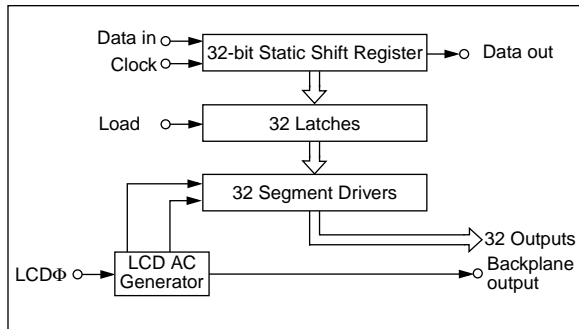 Data in
32-bit Static Shift Register
Data out
Clock
Load
32 Latches
32 Segment Drivers
32 Outputs
LCDΦ
LCD AC
Generator
Backplane
output